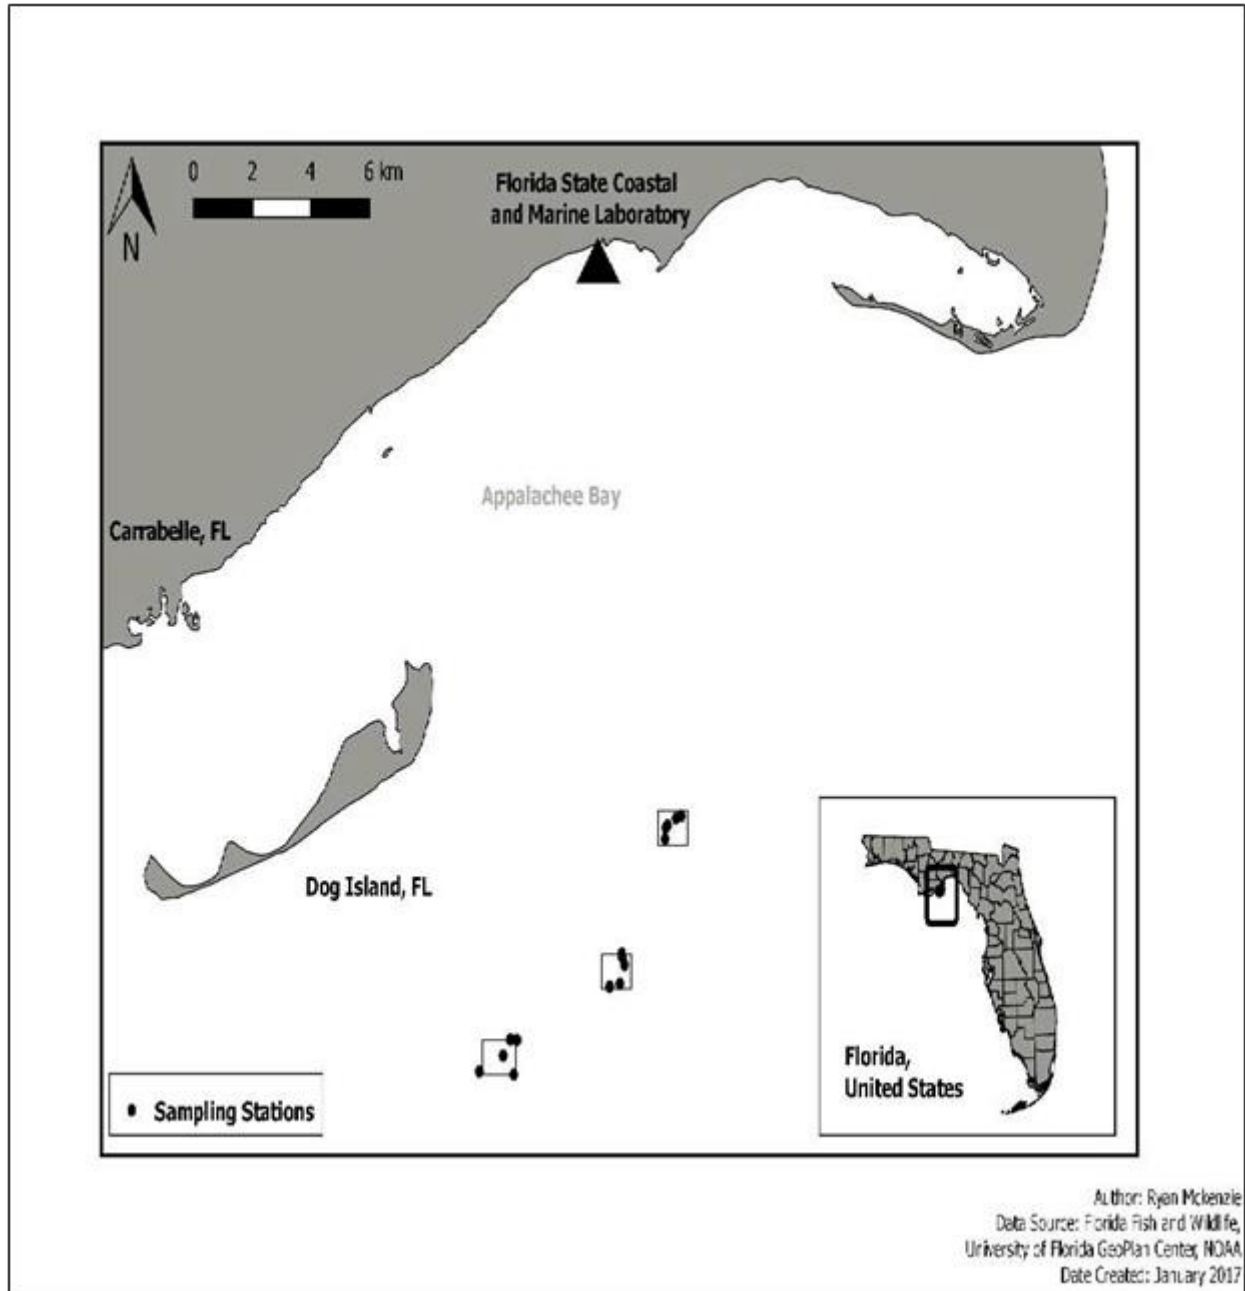 0 2 4 6 km
N
Florida State Coastal
and Marine Laboratory
Appalachee Bay
Carrabelle, FL
Dog Island, FL
Sampling Stations
Florida,
United States
Author: Ryan Mckenzie
Data Source: Florida Fish and Wildlife,
University of Florida GeoPlan Center, NOAA
Date Created: January 2017